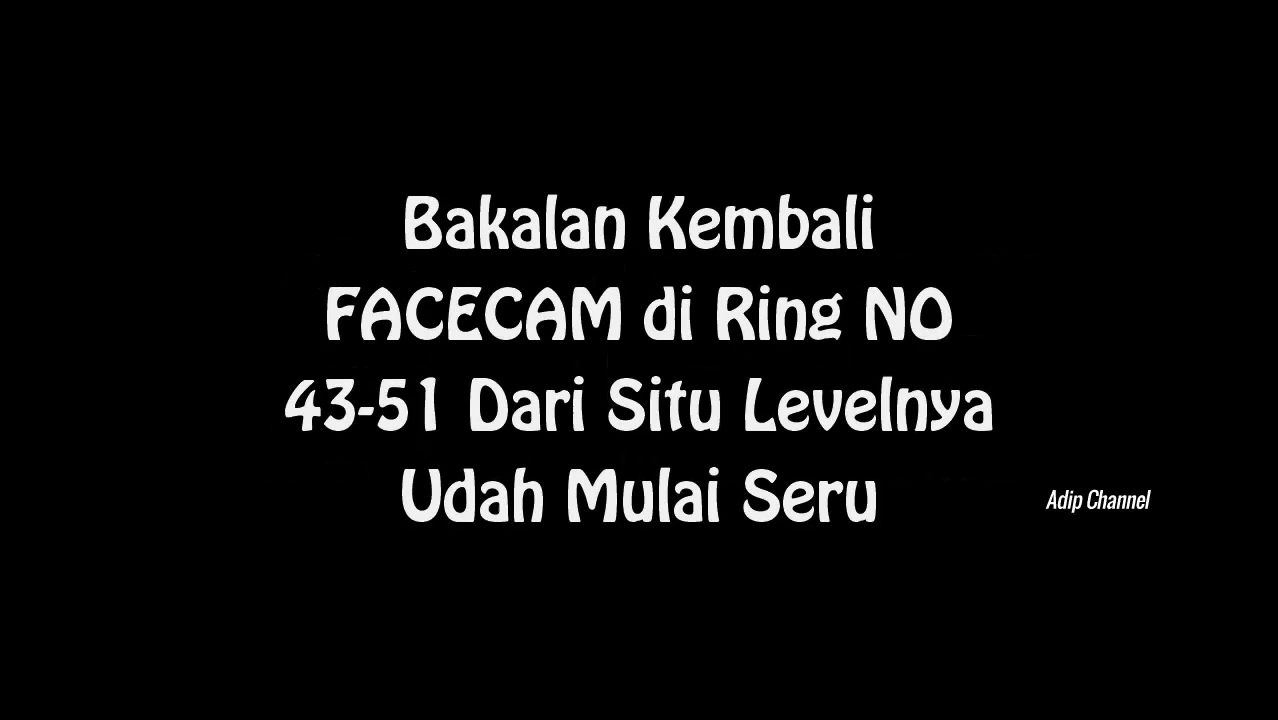 Bakalan Kembali
FACECAM di Ring NO
43-51 Dari Situ Levelnya
Udah Mulai Seru
Adip Channel